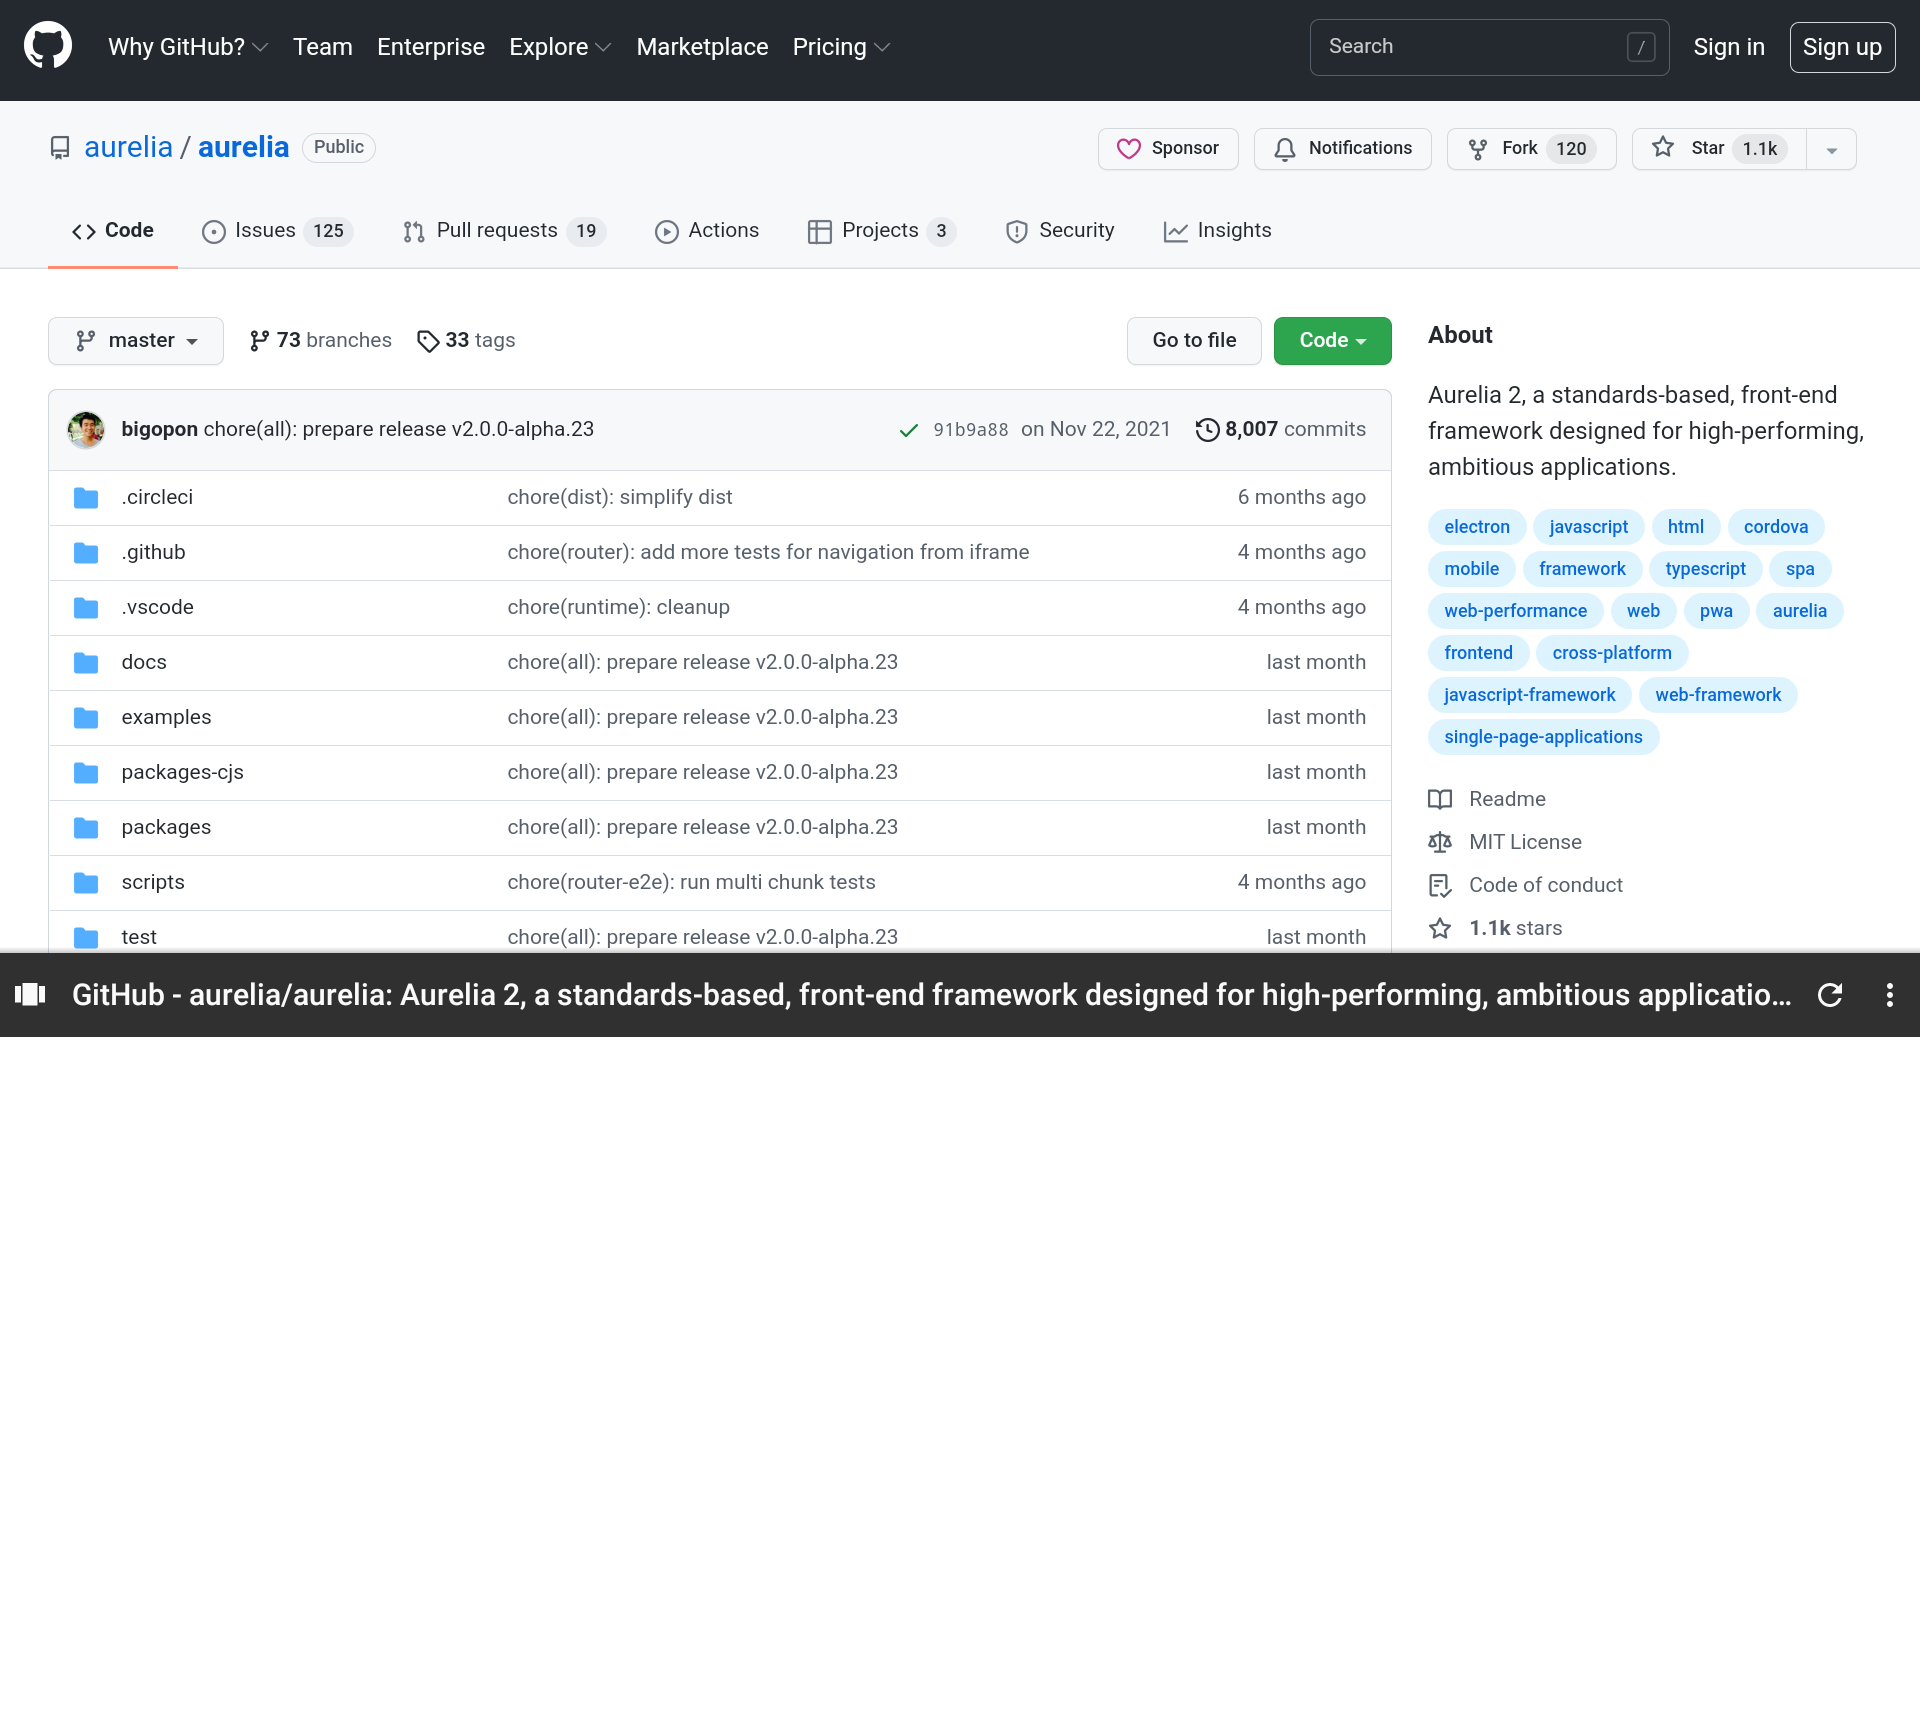 Why GitHub? Team Enterprise Explore Marketplace Pricing Search / Sign in Sign up
aurelia / aurelia Public Sponsor Notifications Fork 120 Star 1.1k
Code Issues 125 Pull requests 19 Actions Projects 3 Security Insights
master 73 branches 33 tags Go to file Code
bigopon chore(all): prepare release v2.0.0-alpha.23 91b9a88 on Nov 22, 2021 8,007 commits
.circleci chore(dist): simplify dist 6 months ago
.github chore(router): add more tests for navigation from iframe 4 months ago
.vscode chore(runtime): cleanup 4 months ago
docs chore(all): prepare release v2.0.0-alpha.23 last month
examples chore(all): prepare release v2.0.0-alpha.23 last month
packages-cjs chore(all): prepare release v2.0.0-alpha.23 last month
packages chore(all): prepare release v2.0.0-alpha.23 last month
scripts chore(router-e2e): run multi chunk tests 4 months ago
test chore(all): prepare release v2.0.0-alpha.23 last month
About
Aurelia 2, a standards-based, front-end
framework designed for high-performing,
ambitious applications.
electron javascript html cordova
mobile framework typescript spa
web-performance web pwa aurelia
frontend cross-platform
javascript-framework web-framework
single-page-applications
Readme
MIT License
Code of conduct
1.1k stars
GitHub - aurelia/aurelia: Aurelia 2, a standards-based, front-end framework designed for high-performing, ambitious applicatio...